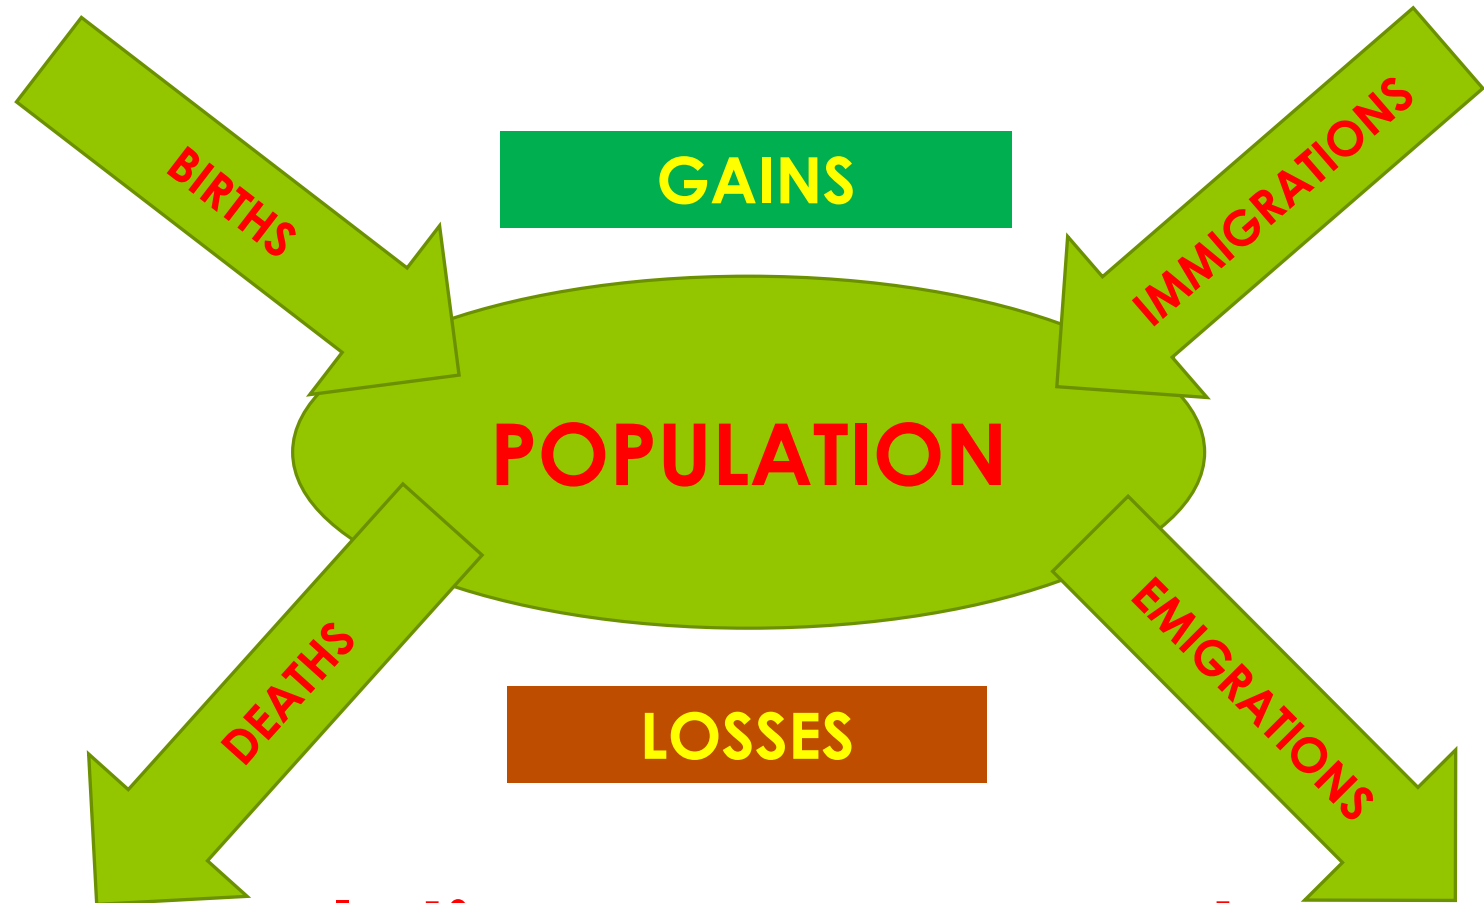 BIRTHS
IMMIGRATIONS
GAINS
POPULATION
DEATHS
EMIGRATIONS
LOSSES